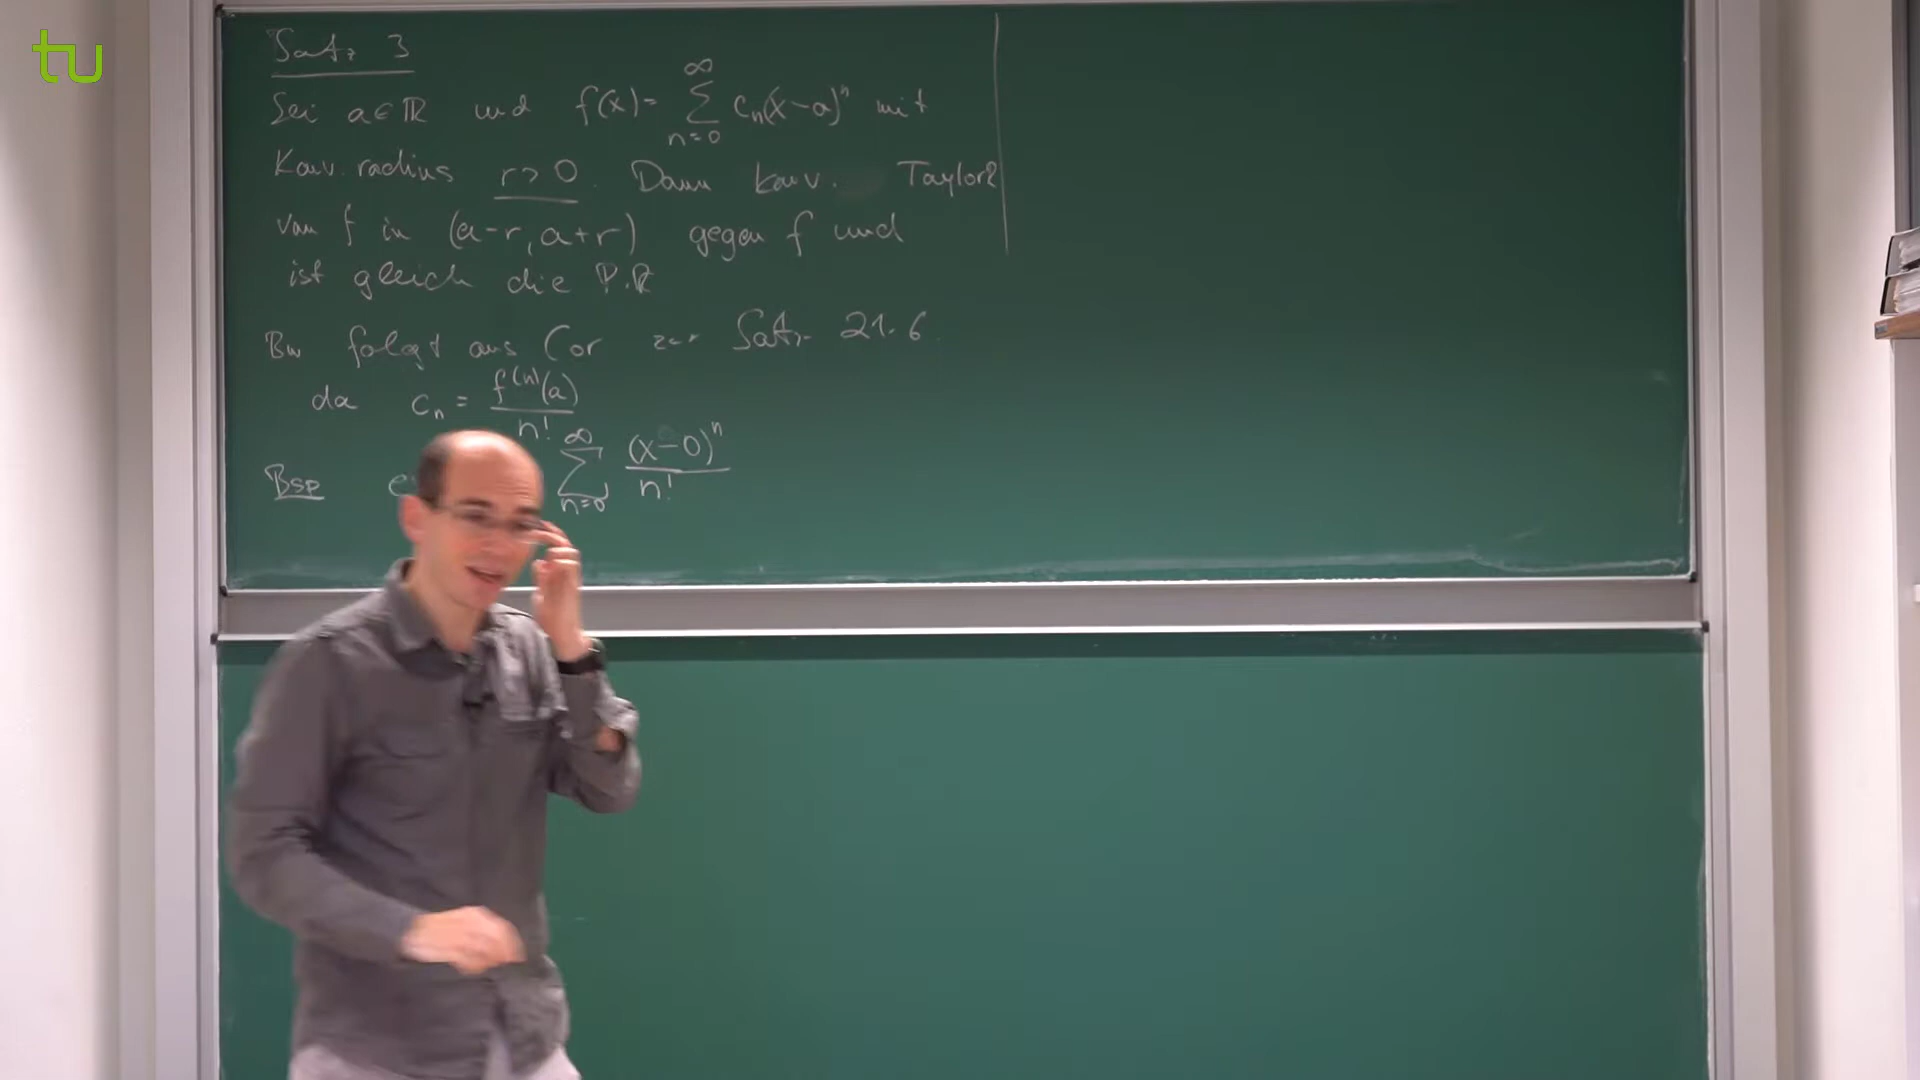 tu
Satz 3
Sei a∈ℝ und f(x)= ∑_{n=0}^{∞} c_n(x-a)^n mit
Konv. radius r>0. Dann konv. TaylorR
von f in (a-r, a+r) gegen f und
ist gleich die P.R
Bw folgt aus Cor zur Satz 21.6.
da c_n = f^{(n)}(a)/n!
Bsp e ∑_{n=0}^{∞} (x-0)^n/n!